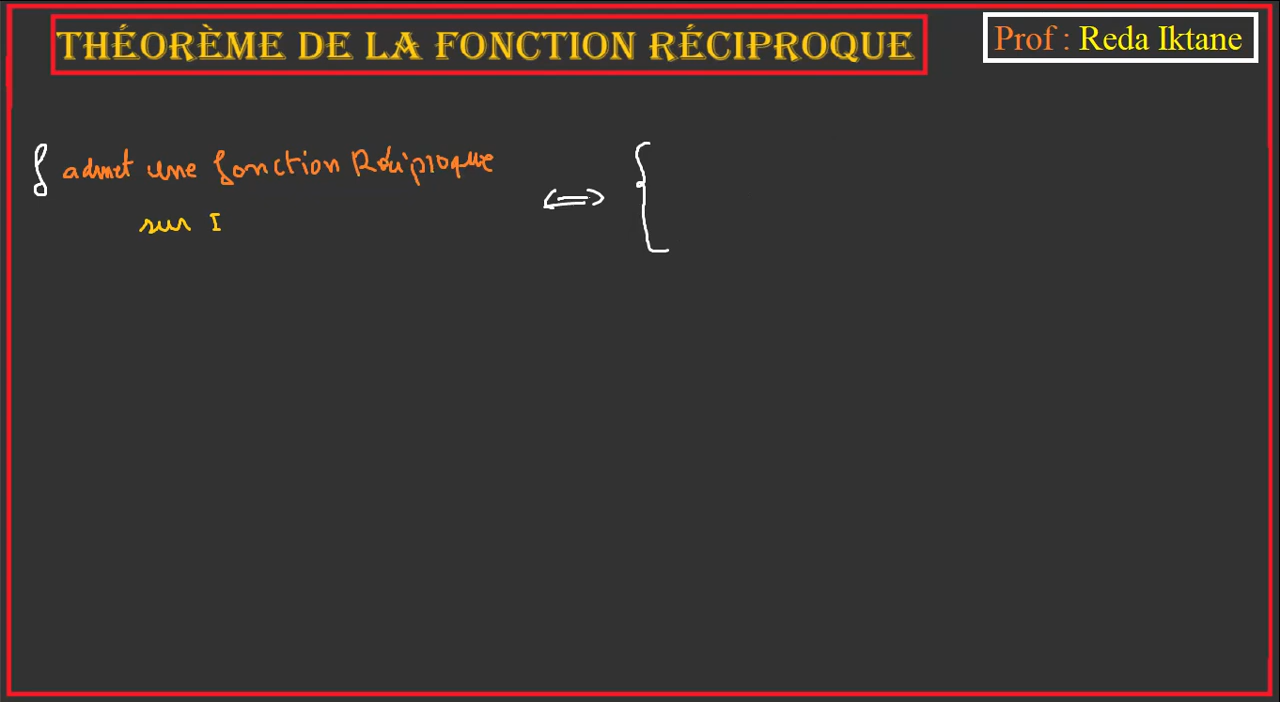 THÉORÈME DE LA FONCTION RÉCIPROQUE
Prof : Reda Iktane
f admet une fonction Réciproque
sur I
⟺ {